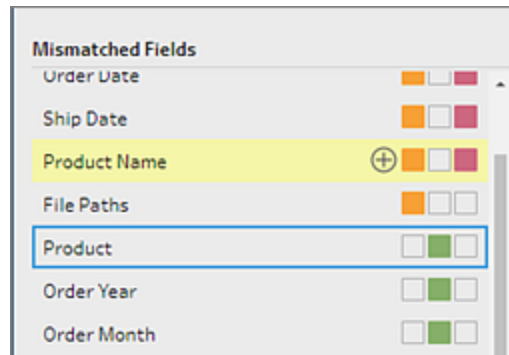 Mismatched Fields
Order Date
Ship Date
Product Name
File Paths
Product
Order Year
Order Month